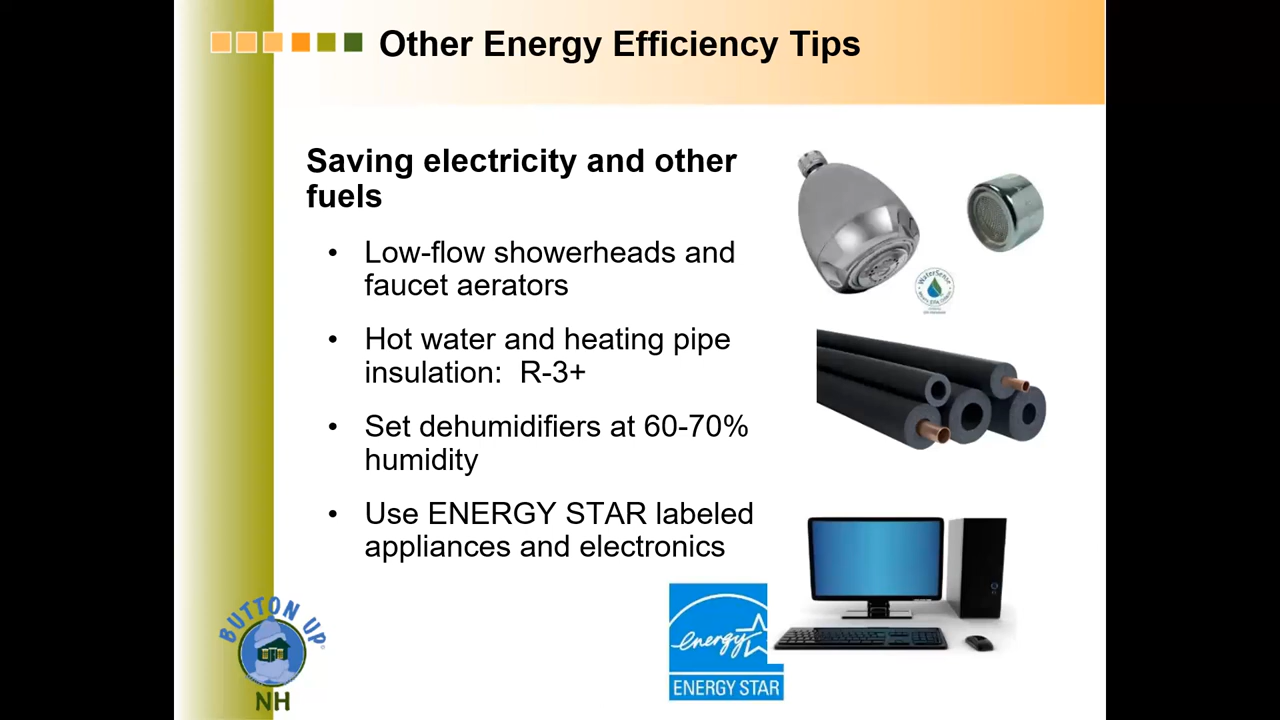 Other Energy Efficiency Tips
Saving electricity and other
fuels
• Low-flow showerheads and
faucet aerators
• Hot water and heating pipe
insulation: R-3+
• Set dehumidifiers at 60-70%
humidity
• Use ENERGY STAR labeled
appliances and electronics
WaterSense
energy
ENERGY STAR
BUTTON UP
NH